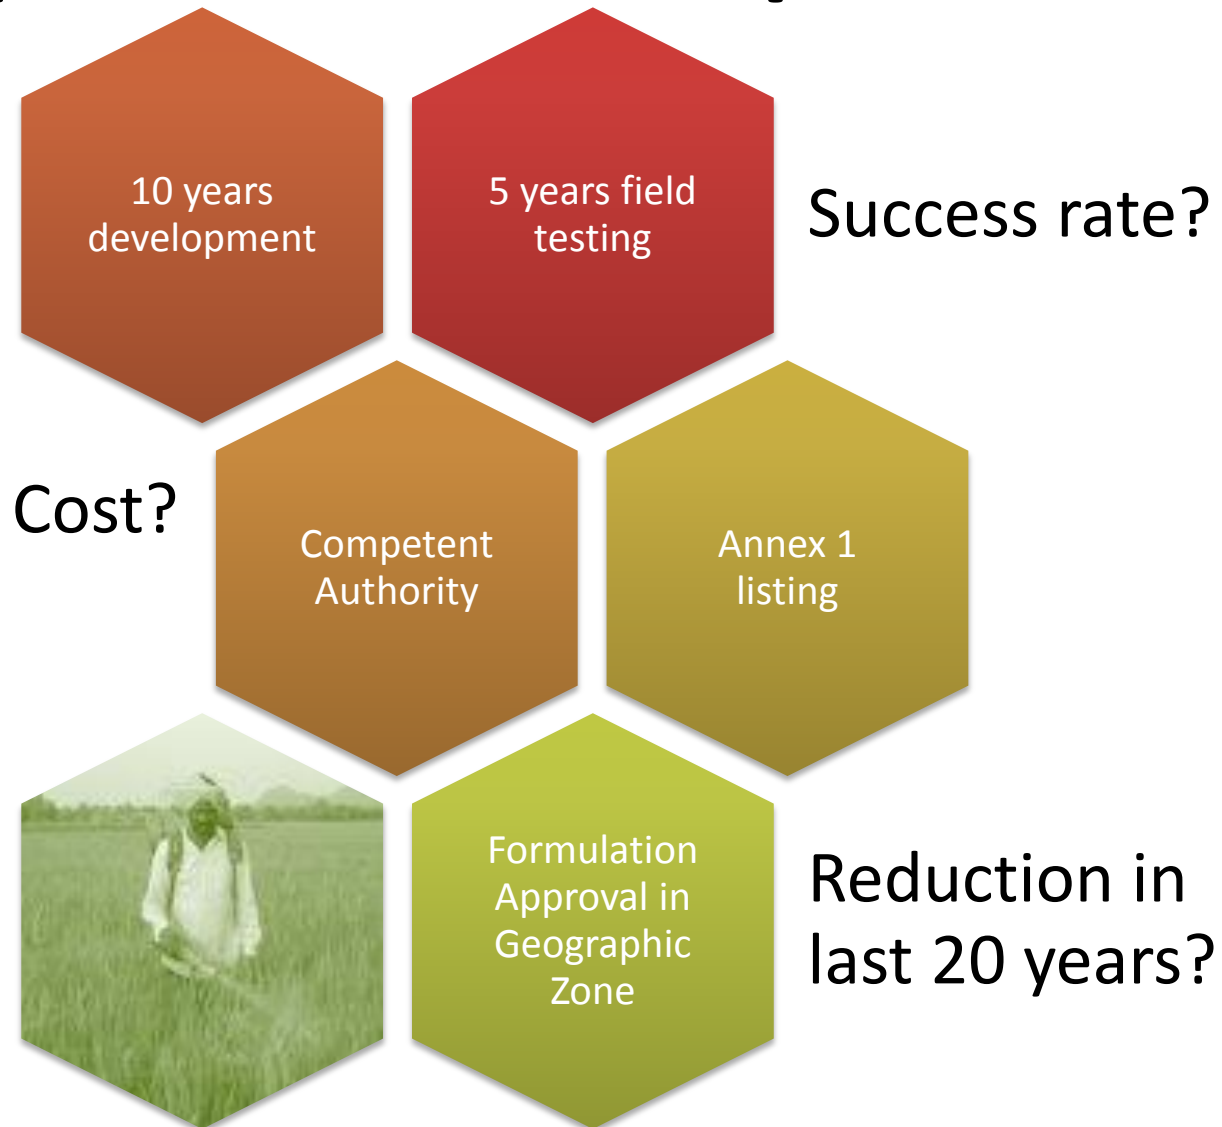 10 years
development
5 years field
testing
Success rate?
Cost?
Competent
Authority
Annex 1
listing
Formulation
Approval in
Geographic
Zone
Reduction in
last 20 years?